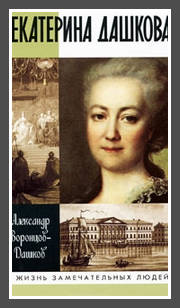 ЕКАТЕРИНА ДАШКОВА
Александр
Воронцов-
Дашков
ЖИЗНЬ ЗАМЕЧАТЕЛЬНЫХ ЛЮДЕЙ